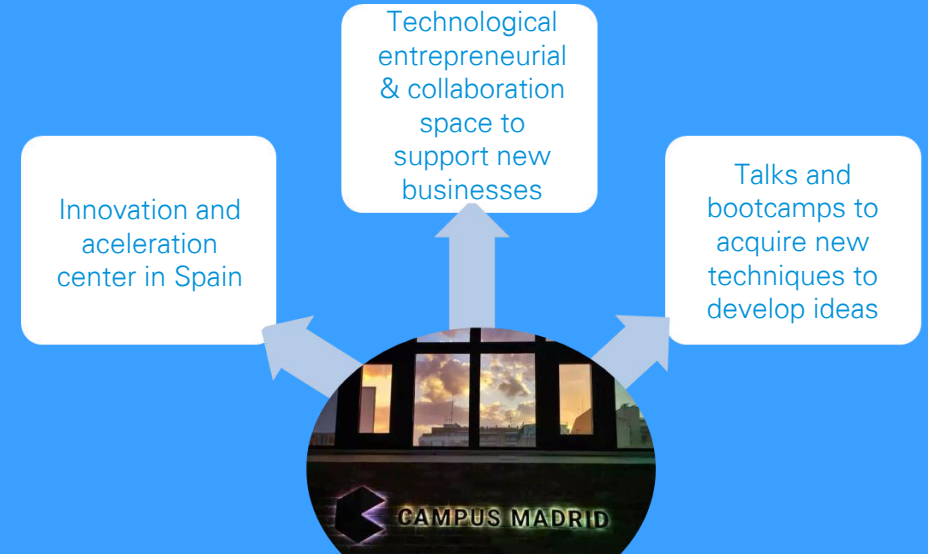 Technological
entrepreneurial
& collaboration
space to
support new
businesses
Innovation and
aceleration
center in Spain
Talks and
bootcamps to
acquire new
techniques to
develop ideas
CAMPUS MADRID